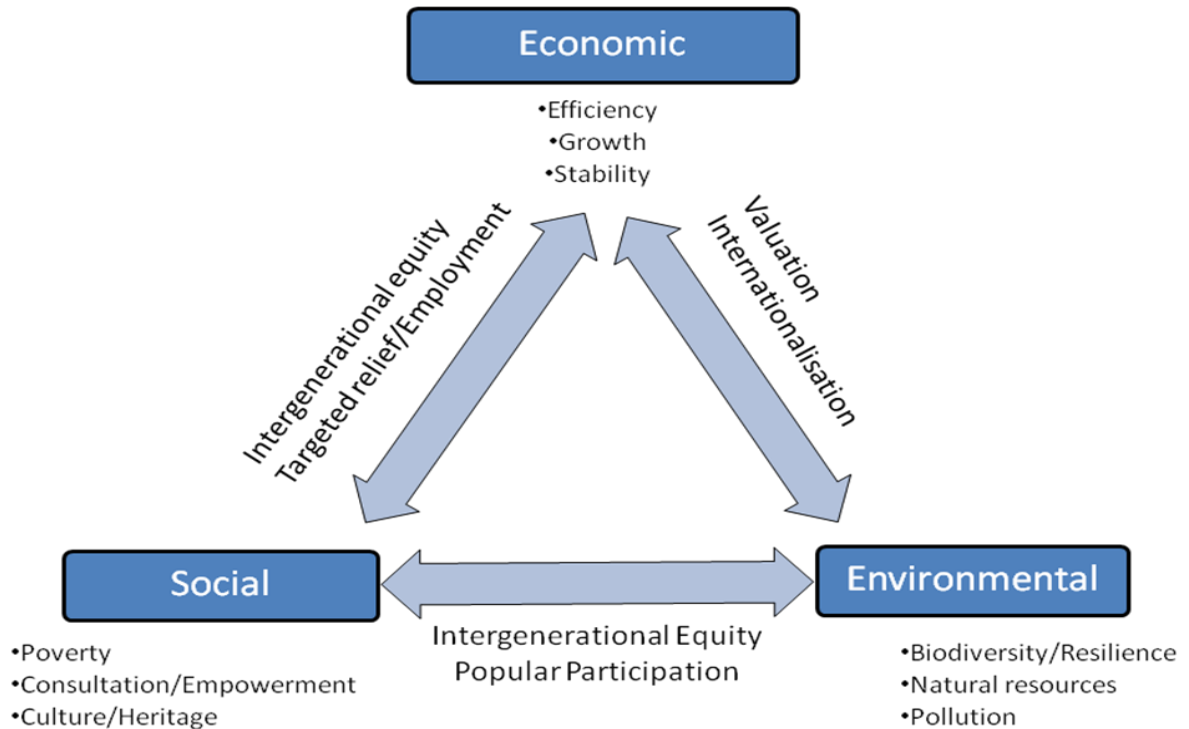 Economic
•Efficiency
•Growth
•Stability
Intergenerational equity
Targeted relief/Employment
Valuation
Internationalisation
Social
Environmental
Intergenerational Equity
Popular Participation
•Poverty
•Consultation/Empowerment
•Culture/Heritage
•Biodiversity/Resilience
•Natural resources
•Pollution